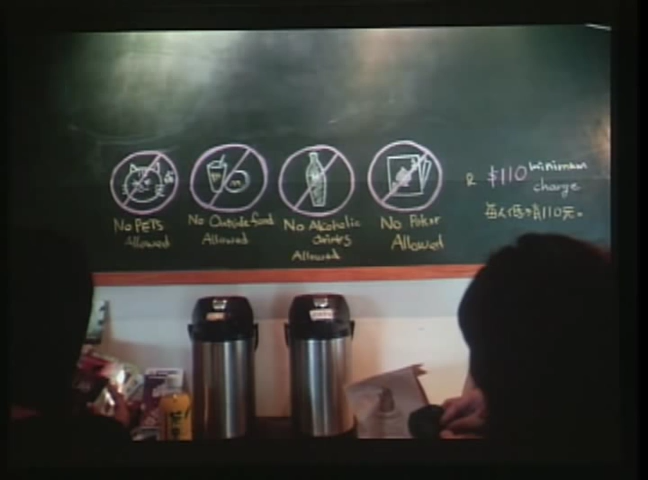 No PETS
Allowed
No Outside food
Allowed
No Alcoholic
drinks
Allowed
No Poker
Allowed
& $110 minimum
charge
每人低消110元。